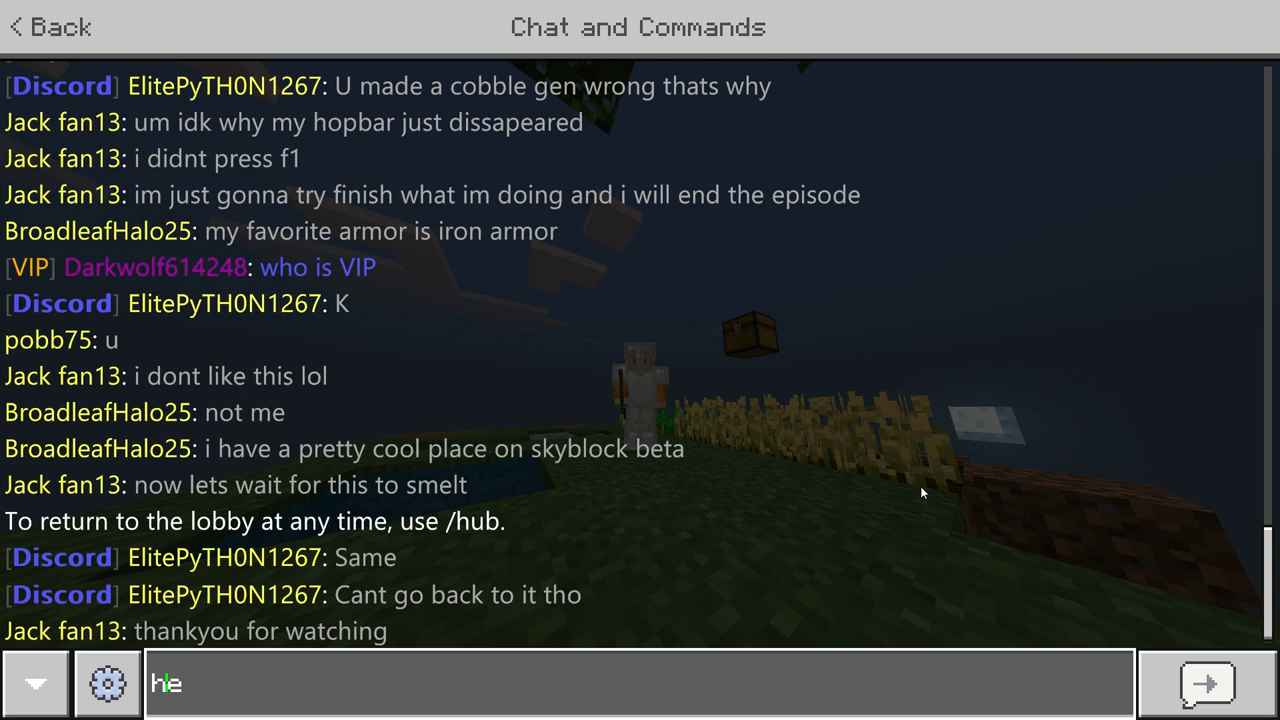 < Back
Chat and Commands
[Discord] ElitePyTH0N1267: U made a cobble gen wrong thats why
Jack fan13: um idk why my hopbar just dissapeared
Jack fan13: i didnt press f1
Jack fan13: im just gonna try finish what im doing and i will end the episode
BroadleafHalo25: my favorite armor is iron armor
[VIP] Darkwolf614248: who is VIP
[Discord] ElitePyTH0N1267: K
pobb75: u
Jack fan13: i dont like this lol
BroadleafHalo25: not me
BroadleafHalo25: i have a pretty cool place on skyblock beta
Jack fan13: now lets wait for this to smelt
To return to the lobby at any time, use /hub.
[Discord] ElitePyTH0N1267: Same
[Discord] ElitePyTH0N1267: Cant go back to it tho
Jack fan13: thankyou for watching
he